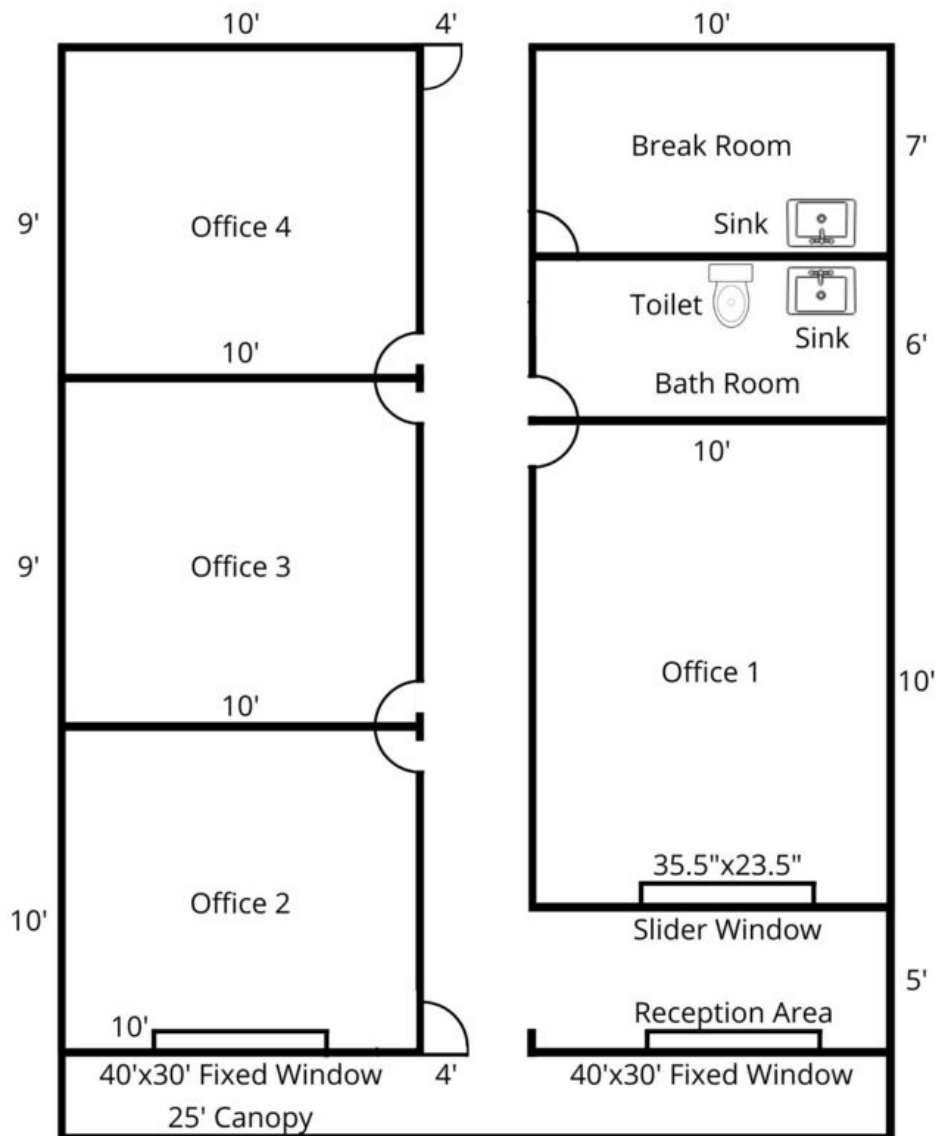 10' 4' 10'
Break Room
7'
9'
Office 4
Sink
Toilet
Sink
6'
10'
Bath Room
10'
9'
Office 3
Office 1
10'
10'
35.5"x23.5"
Office 2
10'
Slider Window
5'
Reception Area
10'
40'x30' Fixed Window 4' 40'x30' Fixed Window
25' Canopy